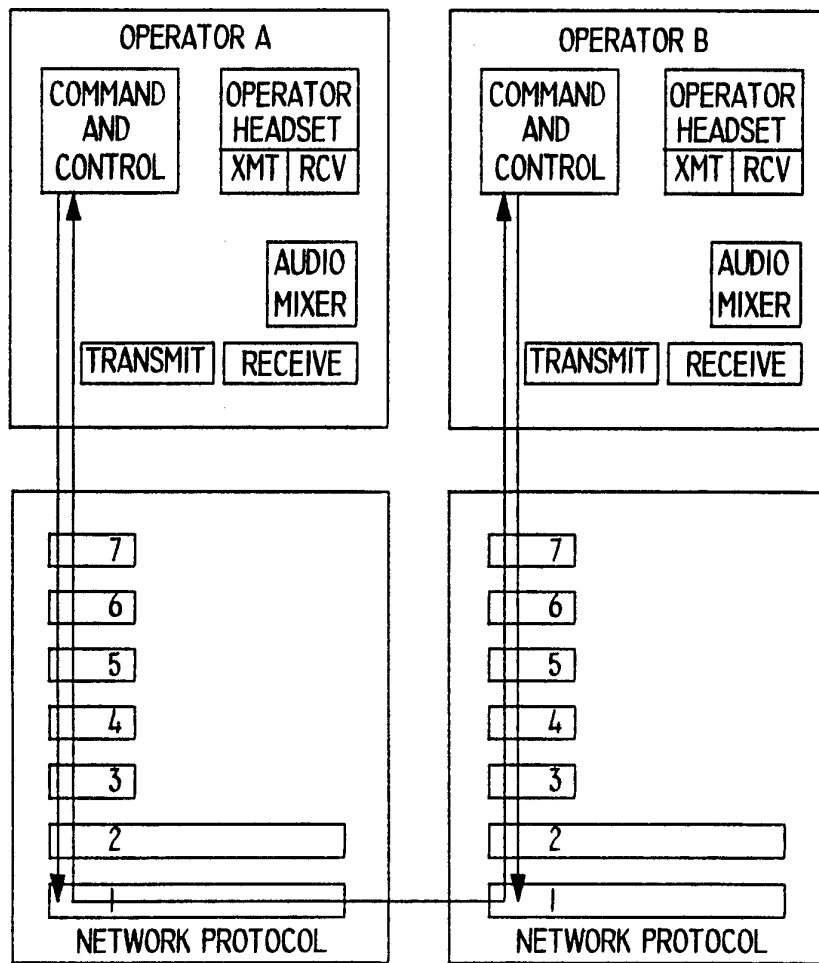 OPERATOR A
COMMAND
AND
CONTROL
OPERATOR
HEADSET
XMT RCV
AUDIO
MIXER
TRANSMIT RECEIVE
7
6
5
4
3
2
1
NETWORK PROTOCOL
OPERATOR B
COMMAND
AND
CONTROL
OPERATOR
HEADSET
XMT RCV
AUDIO
MIXER
TRANSMIT RECEIVE
7
6
5
4
3
2
1
NETWORK PROTOCOL